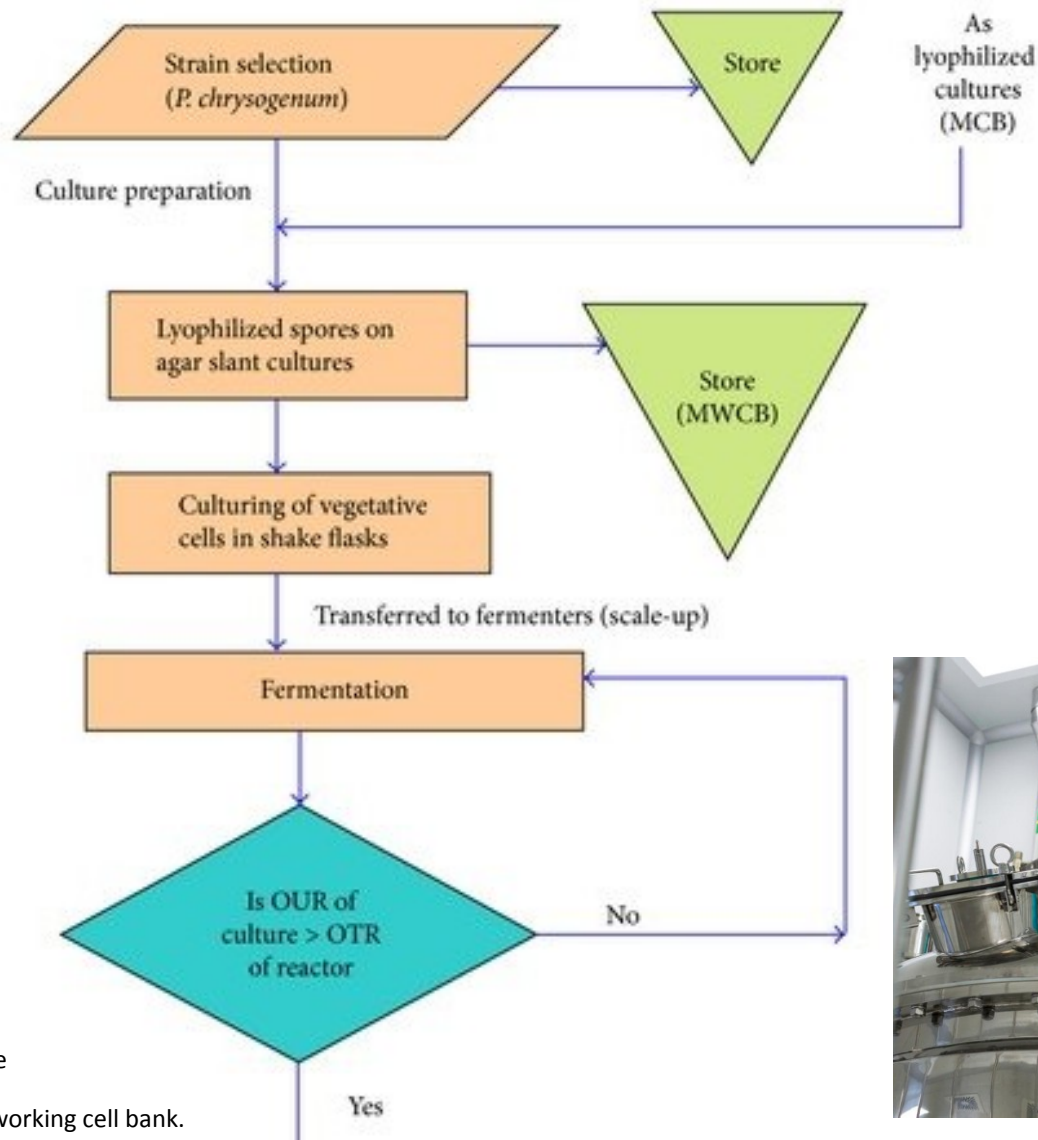 Strain selection
(P. chrysogenum)
Store
As
lyophilized
cultures
(MCB)
Culture preparation
Lyophilized spores on
agar slant cultures
Store
(MWCB)
Culturing of vegetative
cells in shake flasks
Transferred to fermenters (scale-up)
Fermentation
Is OUR of
culture > OTR
of reactor
No
Yes
working cell bank.